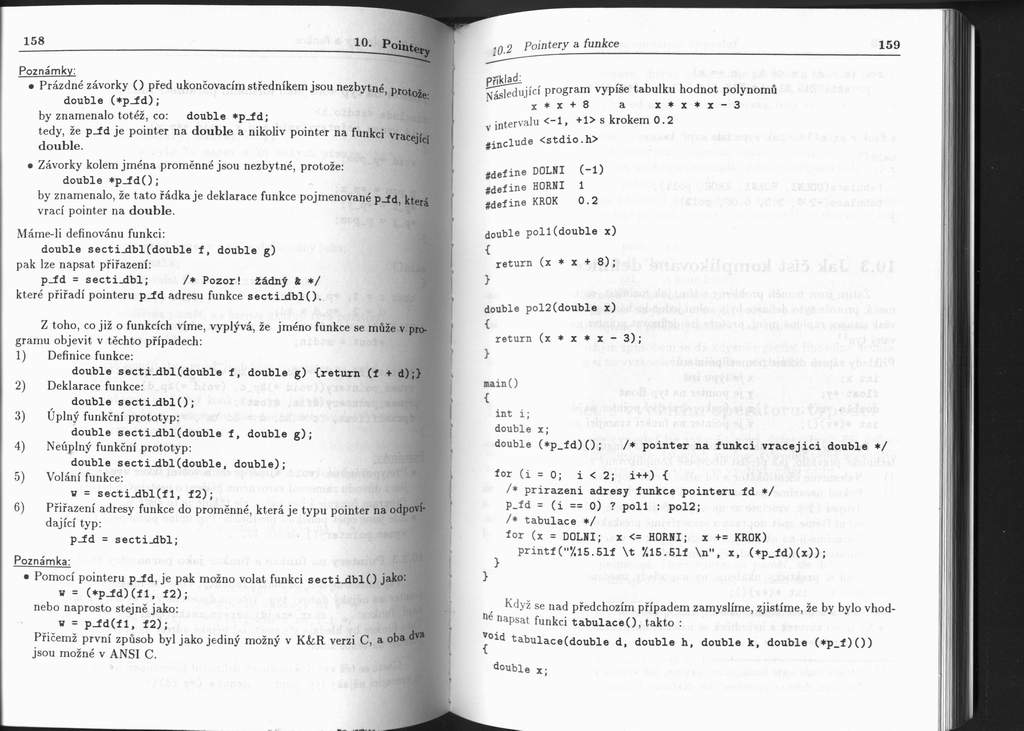 158
10. Pointery
Poznámky:
• Prázdné závorky () před ukončovacím středníkem jsou nezbytné, protože:
double (*p_fd);
by znamenalo totéž, co: double *p_fd;
tedy, že p_fd je pointer na double a nikoliv pointer na funkci vracející
double.
• Závorky kolem jména proměnné jsou nezbytné, protože:
double *p_fd();
by znamenalo, že tato řádka je deklarace funkce pojmenované p_fd, která
vrací pointer na double.
Máme-li definovánu funkci:
double secti_dbl(double f, double g)
pak lze napsat přiřazení:
p_fd = secti_dbl; /* Pozor! žádný & */
které přiřadí pointeru p_fd adresu funkce secti_dbl().
Z toho, co již o funkcích víme, vyplývá, že jméno funkce se může v pro-
gramu objevit v těchto případech:
1) Definice funkce:
double secti_dbl(double f, double g) {return (f + d);}
2) Deklarace funkce:
double secti_dbl();
3) Úplný funkční prototyp:
double secti_dbl(double f, double g);
4) Neúplný funkční prototyp:
double secti_dbl(double, double);
5) Volání funkce:
w = secti_dbl(f1, f2);
6) Přiřazení adresy funkce do proměnné, která je typu pointer na odpoví-
dající typ:
p_fd = secti_dbl;
Poznámka:
• Pomocí pointeru p_fd, je pak možno volat funkci secti_dbl() jako:
w = (*p_fd)(f1, f2);
nebo naprosto stejně jako:
w = p_fd(f1, f2);
Přičemž první způsob byl jako jediný možný v K&R verzi C, a oba dva
jsou možné v ANSI C.
10.2 Pointery a funkce
159
Příklad:
Následující program vypíše tabulku hodnot polynomů
x * x + 8 a x * x * x - 3
v intervalu <-1, +1> s krokem 0.2
#include <stdio.h>
#define DOLNI (-1)
#define HORNI 1
#define KROK 0.2
double pol1(double x)
{
return (x * x + 8);
}
double pol2(double x)
{
return (x * x * x - 3);
}
main()
{
int i;
double x;
double (*p_fd)(); /* pointer na funkci vracejici double */
for (i = 0; i < 2; i++) {
/* prirazeni adresy funkce pointeru fd */
p_fd = (i == 0) ? pol1 : pol2;
/* tabulace */
for (x = DOLNI; x <= HORNI; x += KROK)
printf("%15.5lf \t %15.5lf \n", x, (*p_fd)(x));
}
}
Když se nad předchozím případem zamyslíme, zjistíme, že by bylo vhod-
né napsat funkci tabulace(), takto :
void tabulace(double d, double h, double k, double (*p_f)())
{
double x;